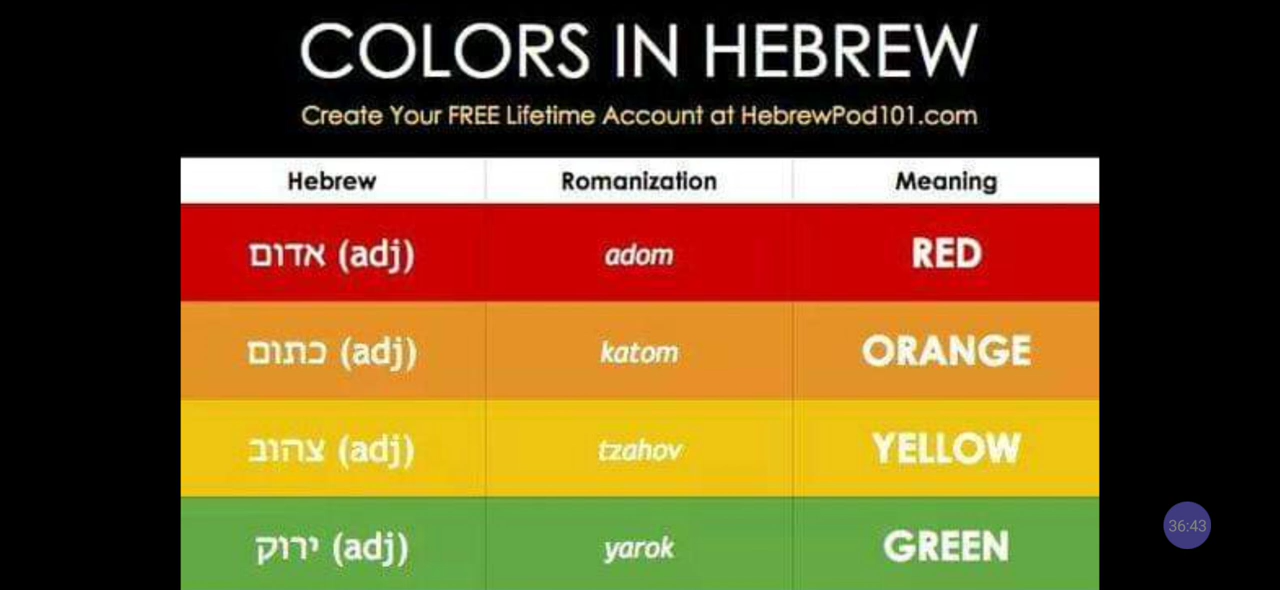 COLORS IN HEBREW
Create Your FREE Lifetime Account at HebrewPod101.com
Hebrew Romanization Meaning
אדום (adj) adom RED
כתום (adj) katom ORANGE
צהוב (adj) tzahov YELLOW
ירוק (adj) yarok GREEN
36:43